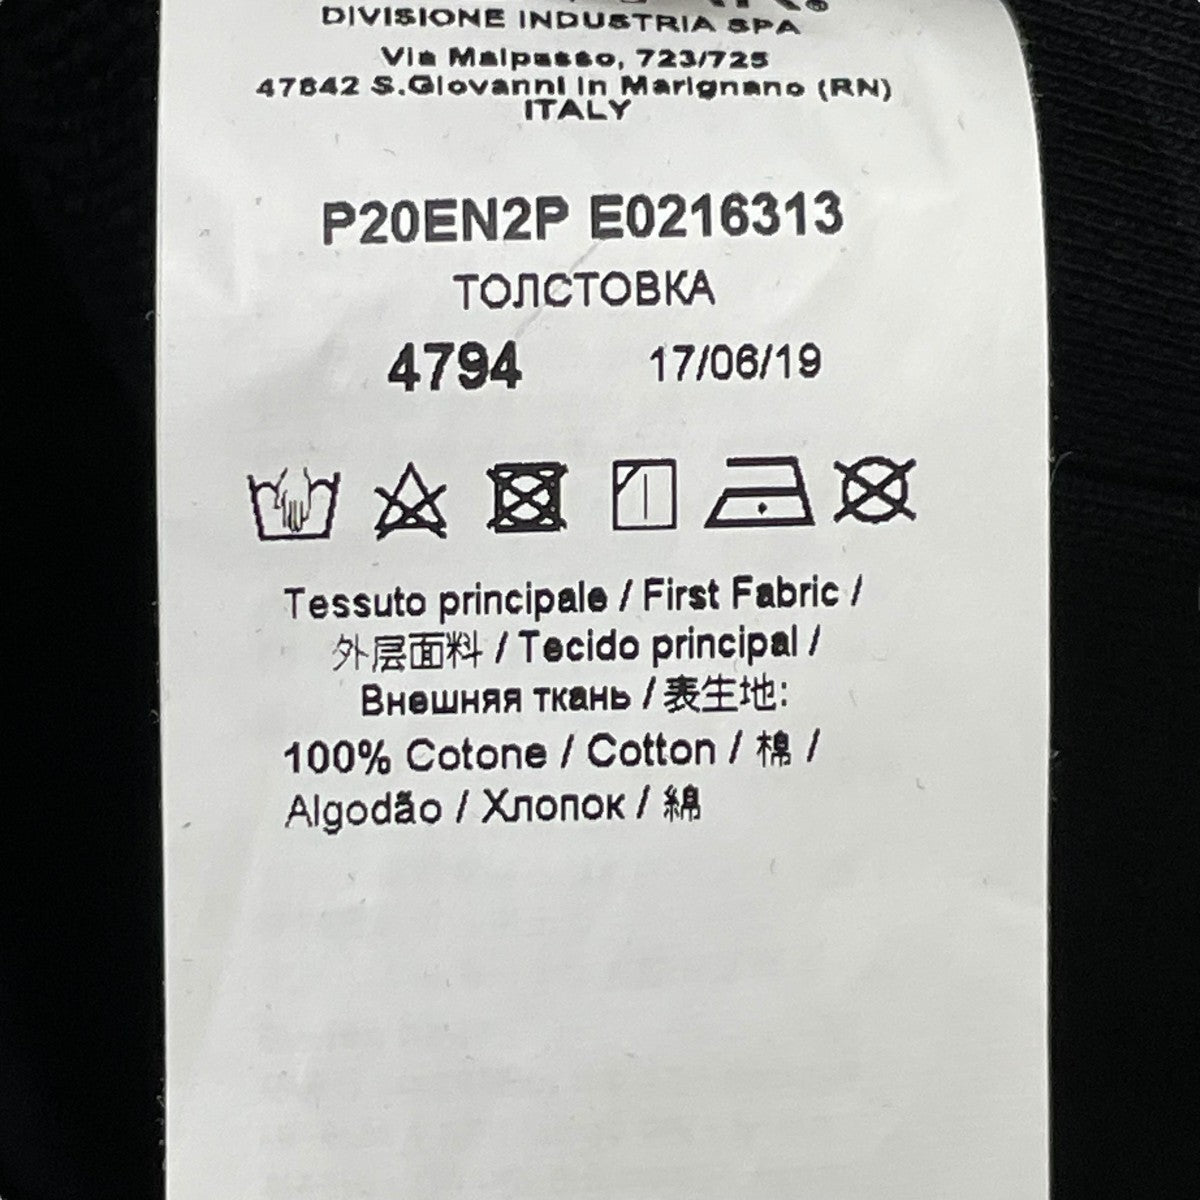 DIVISIONE INDUSTRIA SPA
Via Malpasso, 723/725
47842 S.Giovanni in Marignano (RN)
ITALY
P20EN2P E0216313
ТОЛСТОВКА
4794 17/06/19
Tessuto principale / First Fabric /
外层面料 / Tecido principal /
Внешняя ткань / 表生地:
100% Cotone / Cotton / 棉 /
Algodão / Хлопок / 綿